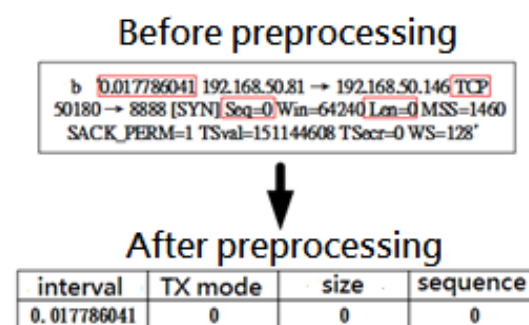 Before preprocessing
b '0.017786041 192.168.50.81 → 192.168.50.146 TCP
50180 → 8888 [SYN] Seq=0 Win=64240 Len=0 MSS=1460
SACK_PERM=1 TSval=151144608 TSecr=0 WS=128'
After preprocessing
interval TX mode size sequence
0.017786041 0 0 0